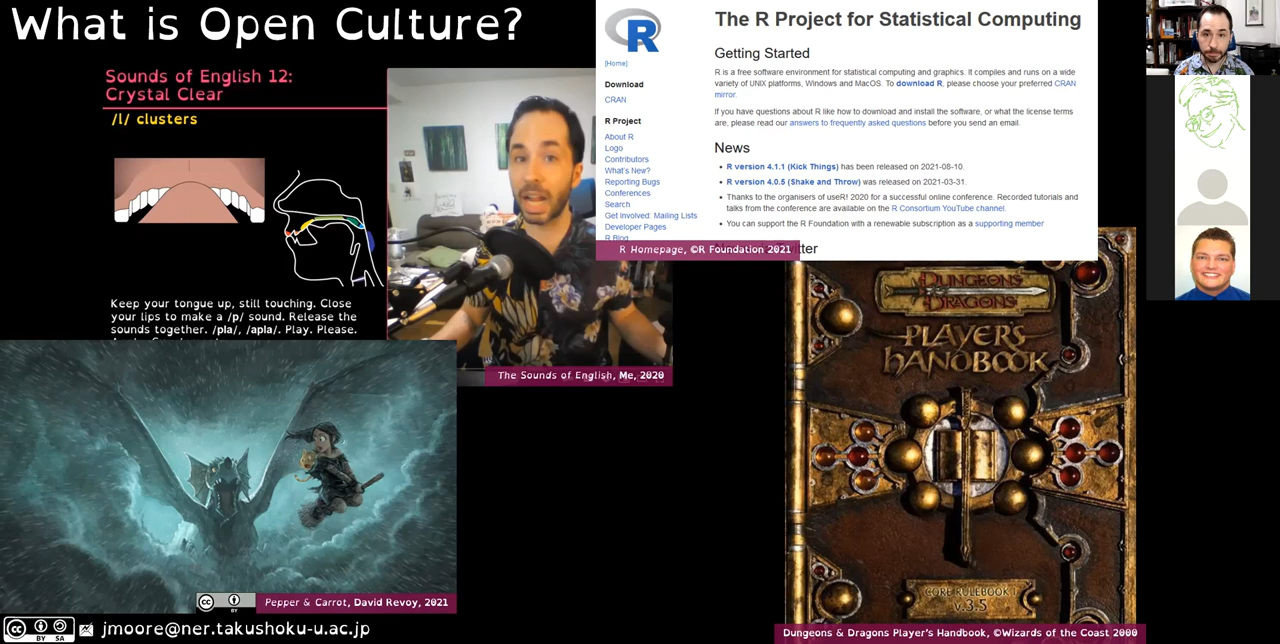 What is Open Culture?
Sounds of English 12:
Crystal Clear
/l/ clusters
Keep your tongue up, still touching. Close
your lips to make a /p/ sound. Release the
sounds together. /pla/, /apla/. Play. Please.
The Sounds of English, Me, 2020
R
[Home]
Download
CRAN
R Project
About R
Logo
Contributors
What's New?
Reporting Bugs
Conferences
Search
Get Involved: Mailing Lists
Developer Pages
R Blog
The R Project for Statistical Computing
Getting Started
R is a free software environment for statistical computing and graphics. It compiles and runs on a wide
variety of UNIX platforms, Windows and MacOS. To download R, please choose your preferred CRAN
mirror.
If you have questions about R like how to download and install the software, or what the license terms
are, please read our answers to frequently asked questions before you send an email.
News
• R version 4.1.1 (Kick Things) has been released on 2021-08-10.
• R version 4.0.5 (Shake and Throw) was released on 2021-03-31.
• Thanks to the organisers of useR! 2020 for a successful online conference. Recorded tutorials and
talks from the conference are available on the R Consortium YouTube channel.
• You can support the R Foundation with a renewable subscription as a supporting member
R Homepage, ©R Foundation 2021
DUNGEONS
DRAGONS
PLAYER'S
HANDBOOK
CORE RULEBOOK I
v.3.5
Dungeons & Dragons Player's Handbook, ©Wizards of the Coast 2000
cc BY
Pepper & Carrot, David Revoy, 2021
cc BY SA
jmoore@ner.takushoku-u.ac.jp